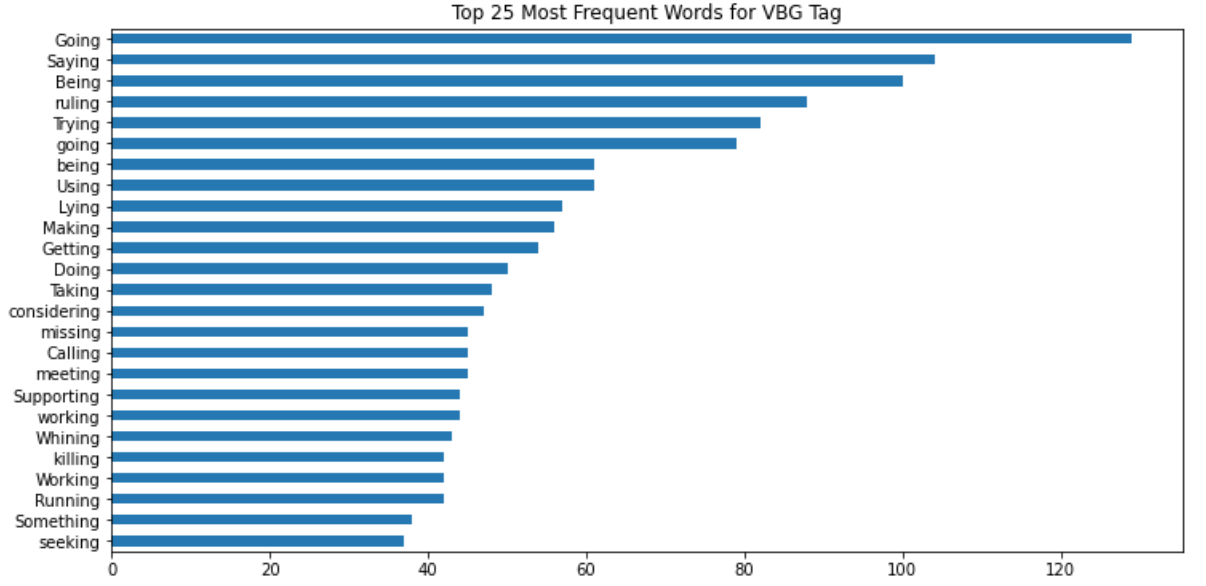 Top 25 Most Frequent Words for VBG Tag
Going
Saying
Being
ruling
Trying
going
being
Using
Lying
Making
Getting
Doing
Taking
considering
missing
Calling
meeting
Supporting
working
Whining
killing
Working
Running
Something
seeking
0 20 40 60 80 100 120